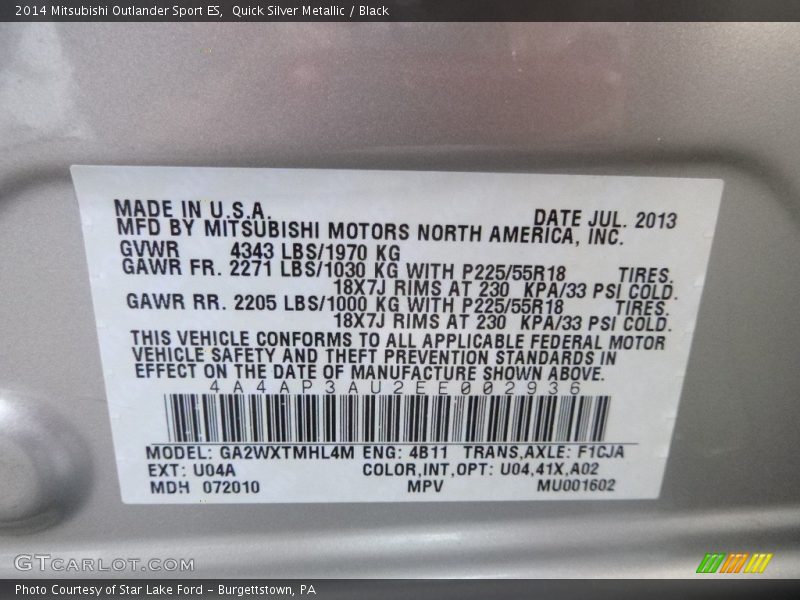 2014 Mitsubishi Outlander Sport ES, Quick Silver Metallic / Black
MADE IN U.S.A. DATE JUL. 2013
MFD BY MITSUBISHI MOTORS NORTH AMERICA, INC.
GVWR 4343 LBS/1970 KG
GAWR FR. 2271 LBS/1030 KG WITH P225/55R18 TIRES.
18X7J RIMS AT 230 KPA/33 PSI COLD.
GAWR RR. 2205 LBS/1000 KG WITH P225/55R18 TIRES.
18X7J RIMS AT 230 KPA/33 PSI COLD.
THIS VEHICLE CONFORMS TO ALL APPLICABLE FEDERAL MOTOR
VEHICLE SAFETY AND THEFT PREVENTION STANDARDS IN
EFFECT ON THE DATE OF MANUFACTURE SHOWN ABOVE.
4A4AP3AU2EE002936
MODEL: GA2WXTMHL4M ENG: 4B11 TRANS,AXLE: F1CJA
EXT: U04A COLOR,INT,OPT: U04,41X,A02
MDH 072010 MPV MU001602
GTCARLOT.COM
Photo Courtesy of Star Lake Ford – Burgettstown, PA